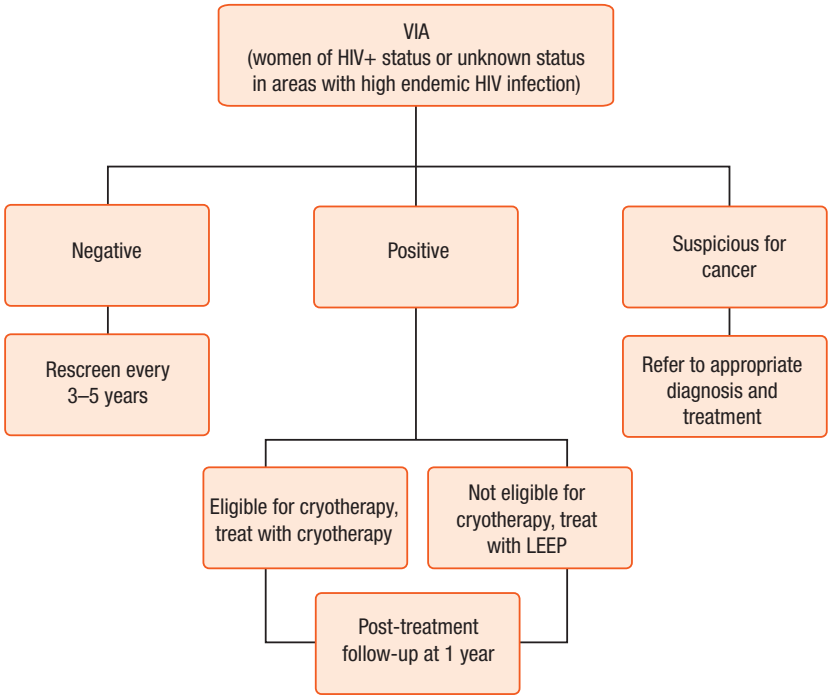 VIA
(women of HIV+ status or unknown status
in areas with high endemic HIV infection)
Negative
Positive
Suspicious for
cancer
Rescreen every
3–5 years
Refer to appropriate
diagnosis and
treatment
Eligible for cryotherapy,
treat with cryotherapy
Not eligible for
cryotherapy, treat
with LEEP
Post-treatment
follow-up at 1 year